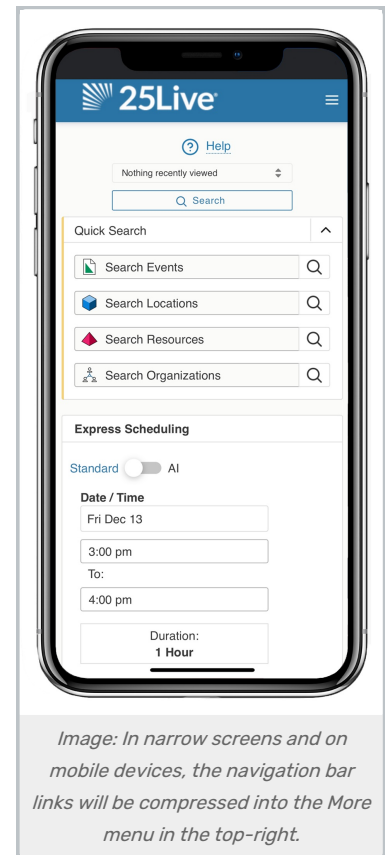 25Live
Help
Nothing recently viewed
Search
Quick Search
Search Events
Search Locations
Search Resources
Search Organizations
Express Scheduling
Standard AI
Date / Time
Fri Dec 13
3:00 pm
To:
4:00 pm
Duration:
1 Hour
Image: In narrow screens and on
mobile devices, the navigation bar
links will be compressed into the More
menu in the top-right.